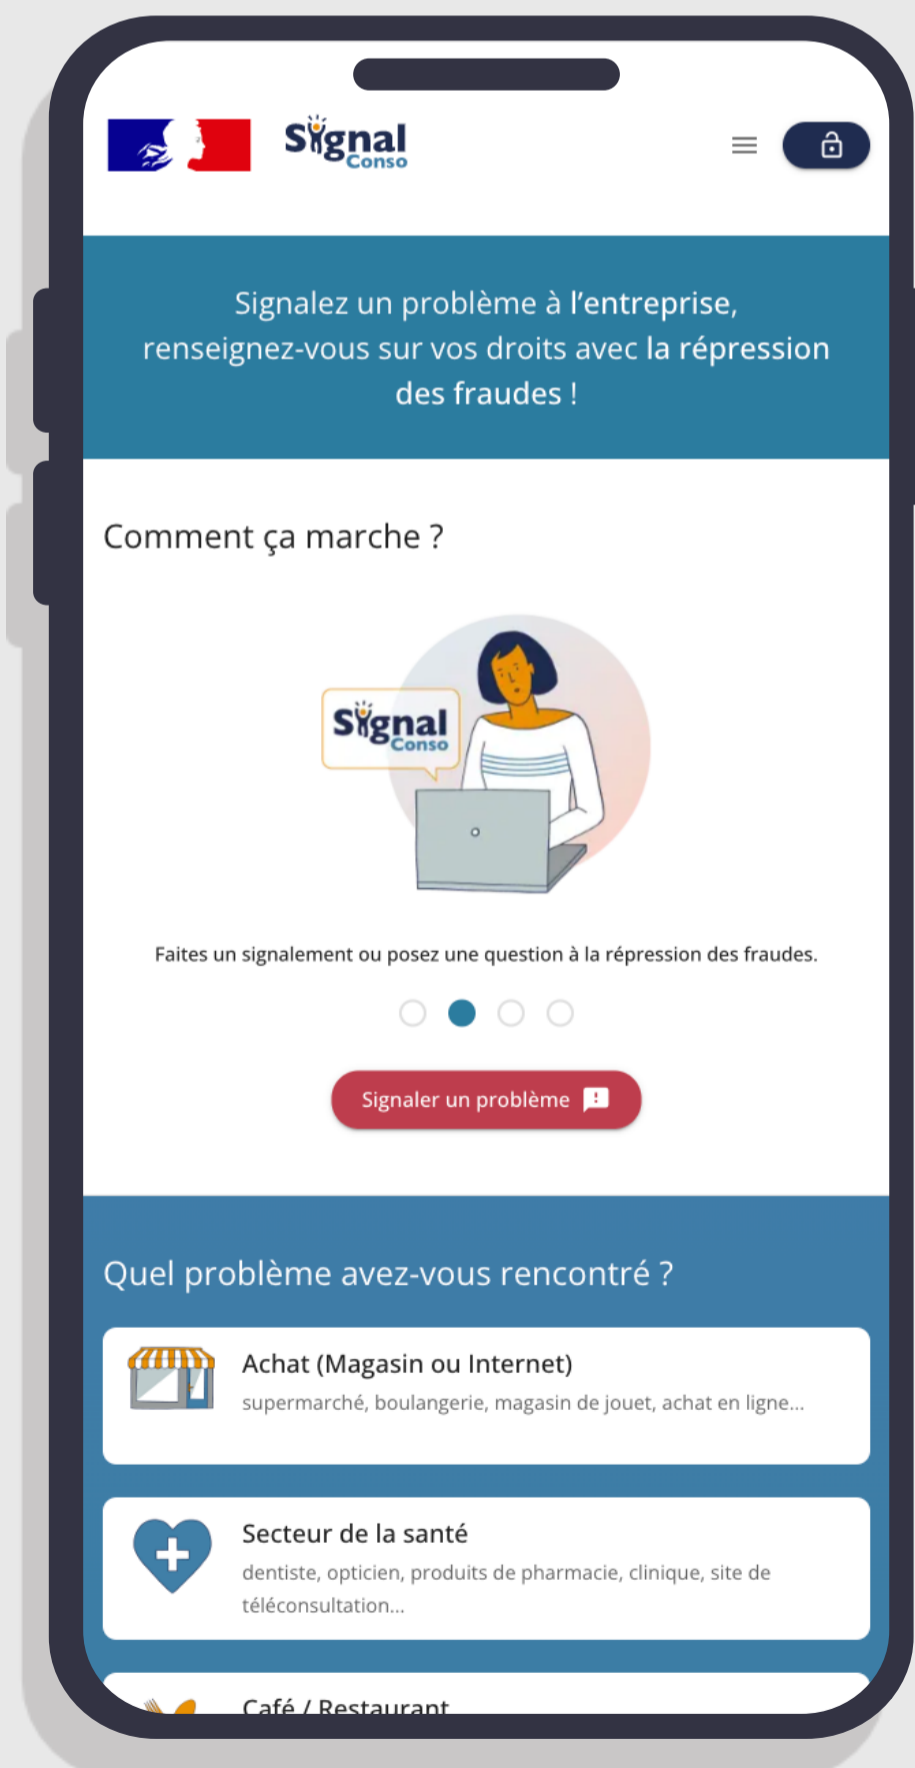 Signal
Conso
Signalez un problème à l’entreprise,
renseignez-vous sur vos droits avec la répression
des fraudes !
Comment ça marche ?
Signal
Conso
Faites un signalement ou posez une question à la répression des fraudes.
Signaler un problème
Quel problème avez-vous rencontré ?
Achat (Magasin ou Internet)
supermarché, boulangerie, magasin de jouet, achat en ligne...
Secteur de la santé
dentiste, opticien, produits de pharmacie, clinique, site de
téléconsultation...
Café / Restaurant